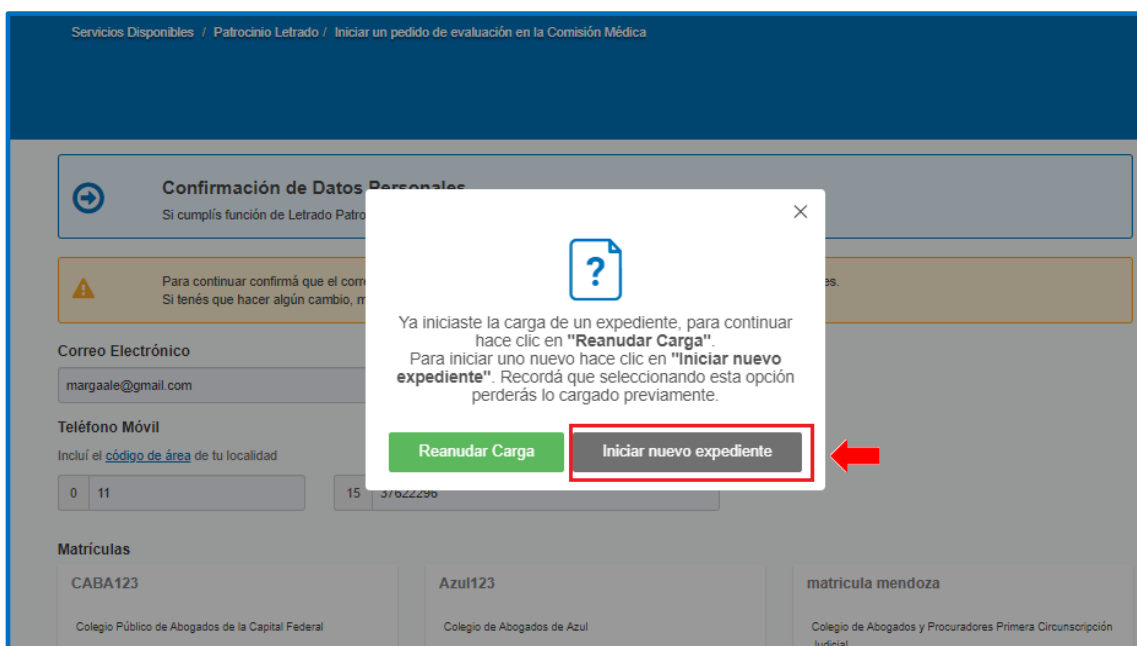 Servicios Disponibles / Patrocinio Letrado / Iniciar un pedido de evaluación en la Comisión Médica
Confirmación de Datos Personales
Si cumplís función de Letrado Patro
Para continuar confirmá que el corr
es.
Si tenés que hacer algún cambio, m
?
Ya iniciaste la carga de un expediente, para continuar
hace clic en "Reanudar Carga".
Para iniciar uno nuevo hace clic en "Iniciar nuevo
expediente". Recordá que seleccionando esta opción
perderás lo cargado previamente.
Reanudar Carga
Iniciar nuevo expediente
Correo Electrónico
margaale@gmail.com
Teléfono Móvil
Incluí el código de área de tu localidad
0 11
15 37622296
Matrículas
CABA123
Azul123
matricula mendoza
Colegio Público de Abogados de la Capital Federal
Colegio de Abogados de Azul
Colegio de Abogados y Procuradores Primera Circunscripción
Judicial